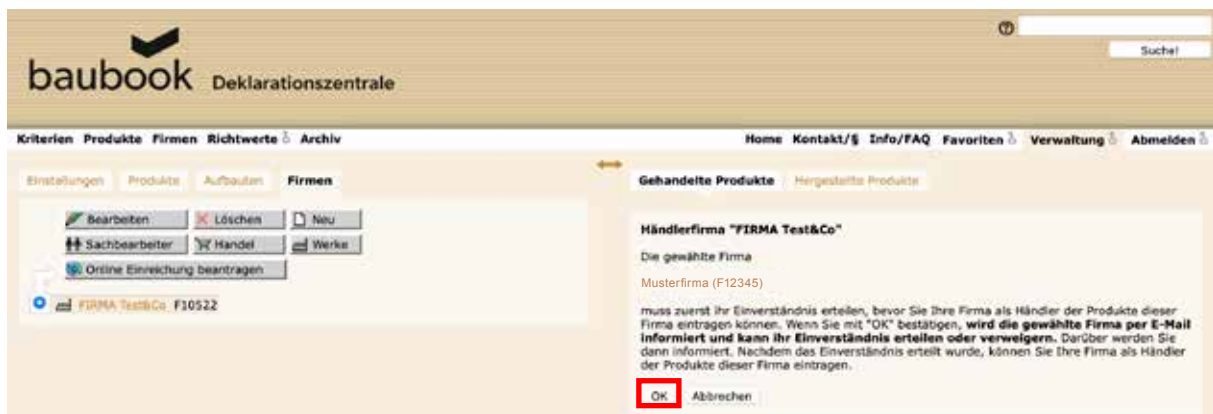 Suche!
baubook Deklarationszentrale
Kriterien Produkte Firmen Richtwerte Archiv
Home Kontakt/§ Info/FAQ Favoriten Verwaltung Abmelden
Einstellungen Produkte Aufbauten Firmen
Gehandelte Produkte Hergestellte Produkte
Bearbeiten Löschen Neu
Sachbearbeiter Handel Werke
Online Einreichung beantragen
FIRMA Test&Co F10522
Händlerfirma "FIRMA Test&Co"
Die gewählte Firma
Musterfirma (F12345)
muss zuerst ihr Einverständnis erteilen, bevor Sie Ihre Firma als Händler der Produkte dieser
Firma eintragen können. Wenn Sie mit "OK" bestätigen, wird die gewählte Firma per E-Mail
informiert und kann ihr Einverständnis erteilen oder verweigern. Darüber werden Sie
dann informiert. Nachdem das Einverständnis erteilt wurde, können Sie Ihre Firma als Händler
der Produkte dieser Firma eintragen.
OK Abbrechen